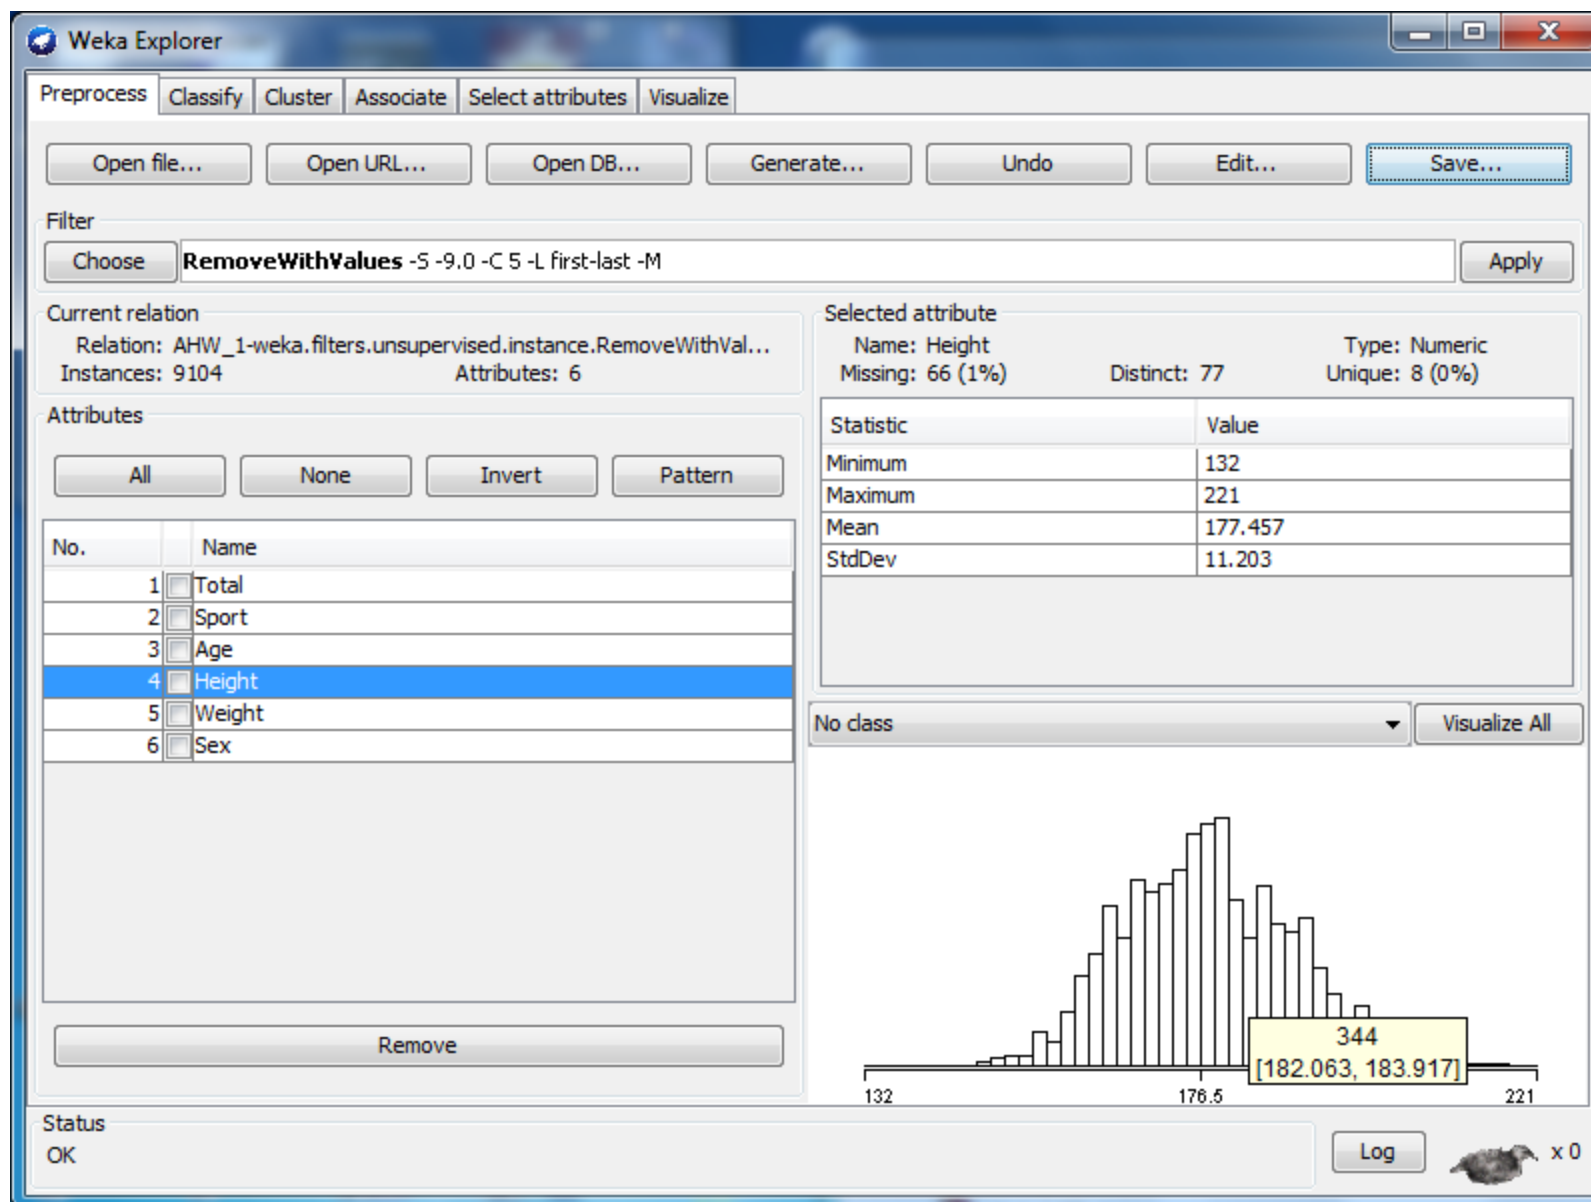 Weka Explorer
Preprocess Classify Cluster Associate Select attributes Visualize
Open file... Open URL... Open DB... Generate... Undo Edit... Save...
Filter
Choose RemoveWithValues -S -9.0 -C 5 -L first-last -M Apply
Current relation
Relation: AHW_1-weka.filters.unsupervised.instance.RemoveWithVal...
Instances: 9104 Attributes: 6
Attributes
All None Invert Pattern
No. Name
1 Total
2 Sport
3 Age
4 Height
5 Weight
6 Sex
Remove
Selected attribute
Name: Height Type: Numeric
Missing: 66 (1%) Distinct: 77 Unique: 8 (0%)
Statistic Value
Minimum 132
Maximum 221
Mean 177.457
StdDev 11.203
No class Visualize All
344
[182.063, 183.917]
132 176.5 221
Status
OK
Log x 0